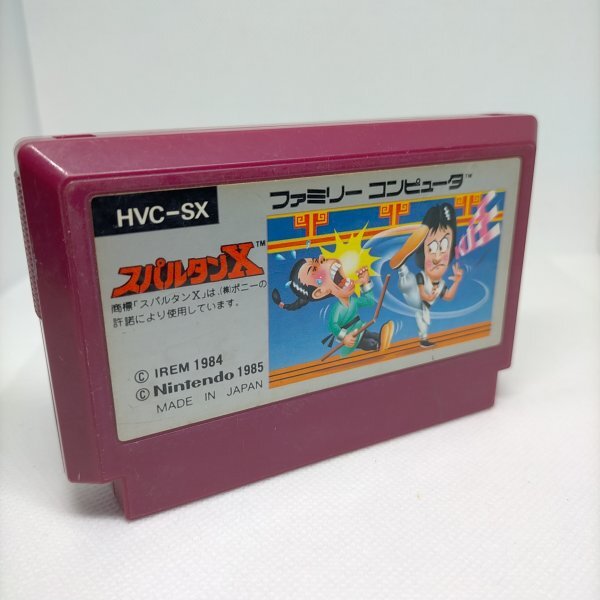 HVC-SX
ファミリー コンピュータ™
スパルタンX™
商標「スパルタンX」は、(株)ポニーの
許諾により使用しています。
© IREM 1984
© Nintendo 1985
MADE IN JAPAN